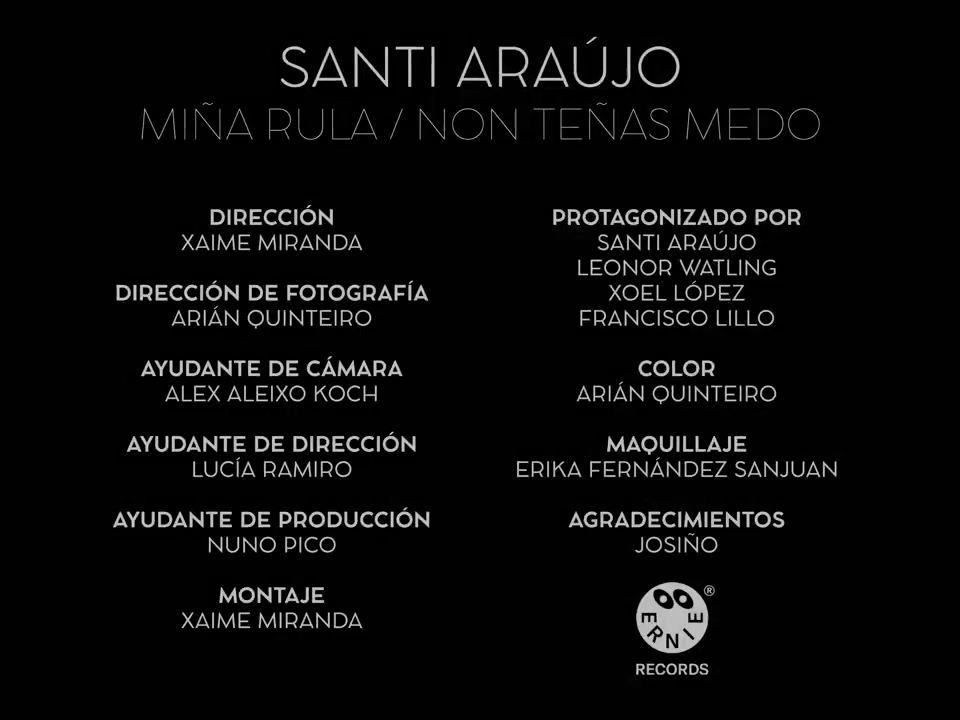 SANTI ARAÚJO
MIÑA RULA / NON TEÑAS MEDO
DIRECCIÓN
XAIME MIRANDA
DIRECCIÓN DE FOTOGRAFÍA
ARIÁN QUINTEIRO
AYUDANTE DE CÁMARA
ALEX ALEIXO KOCH
AYUDANTE DE DIRECCIÓN
LUCÍA RAMIRO
AYUDANTE DE PRODUCCIÓN
NUNO PICO
MONTAJE
XAIME MIRANDA
PROTAGONIZADO POR
SANTI ARAÚJO
LEONOR WATLING
XOEL LÓPEZ
FRANCISCO LILLO
COLOR
ARIÁN QUINTEIRO
MAQUILLAJE
ERIKA FERNÁNDEZ SANJUAN
AGRADECIMIENTOS
JOSIÑO
ERNIE ®
RECORDS